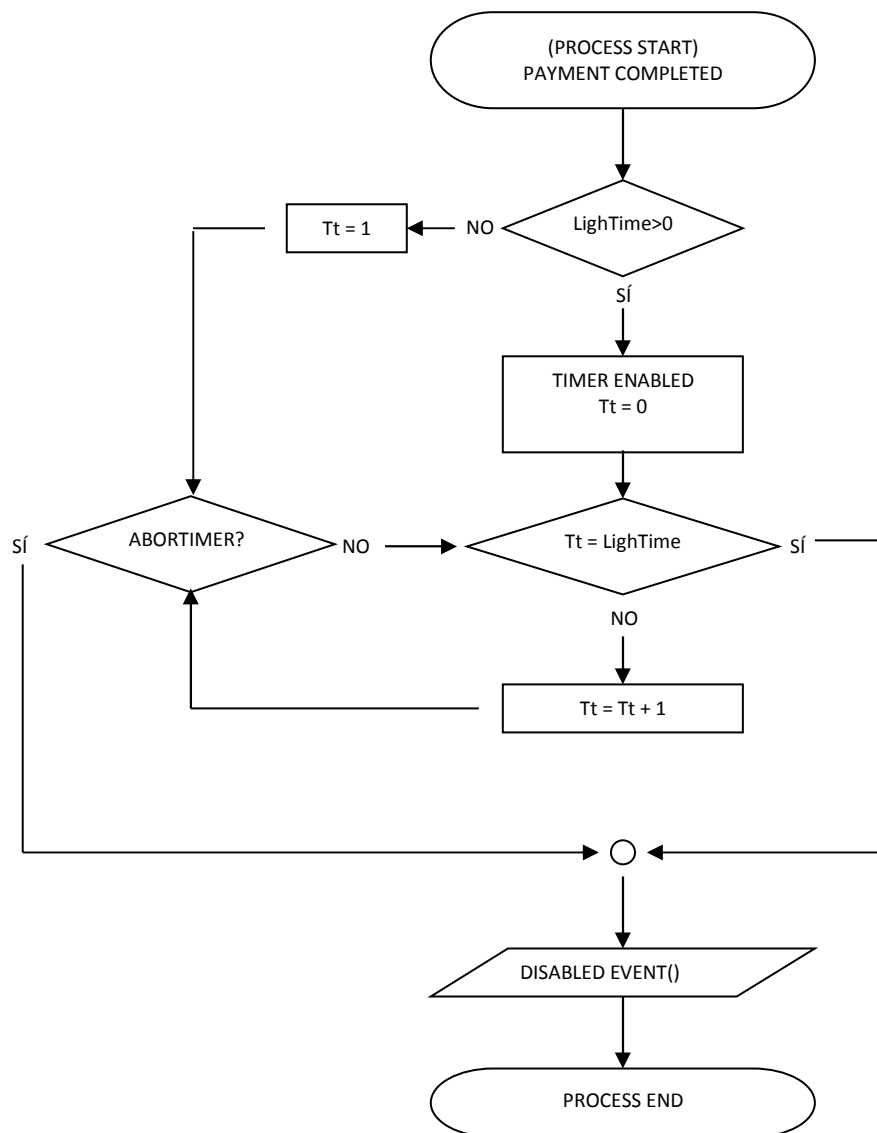 (PROCESS START)
PAYMENT COMPLETED
LighTime>0
NO
Tt = 1
SÍ
TIMER ENABLED
Tt = 0
SÍ
ABORTIMER?
NO
Tt = LighTime
SÍ
NO
Tt = Tt + 1
DISABLED EVENT()
PROCESS END